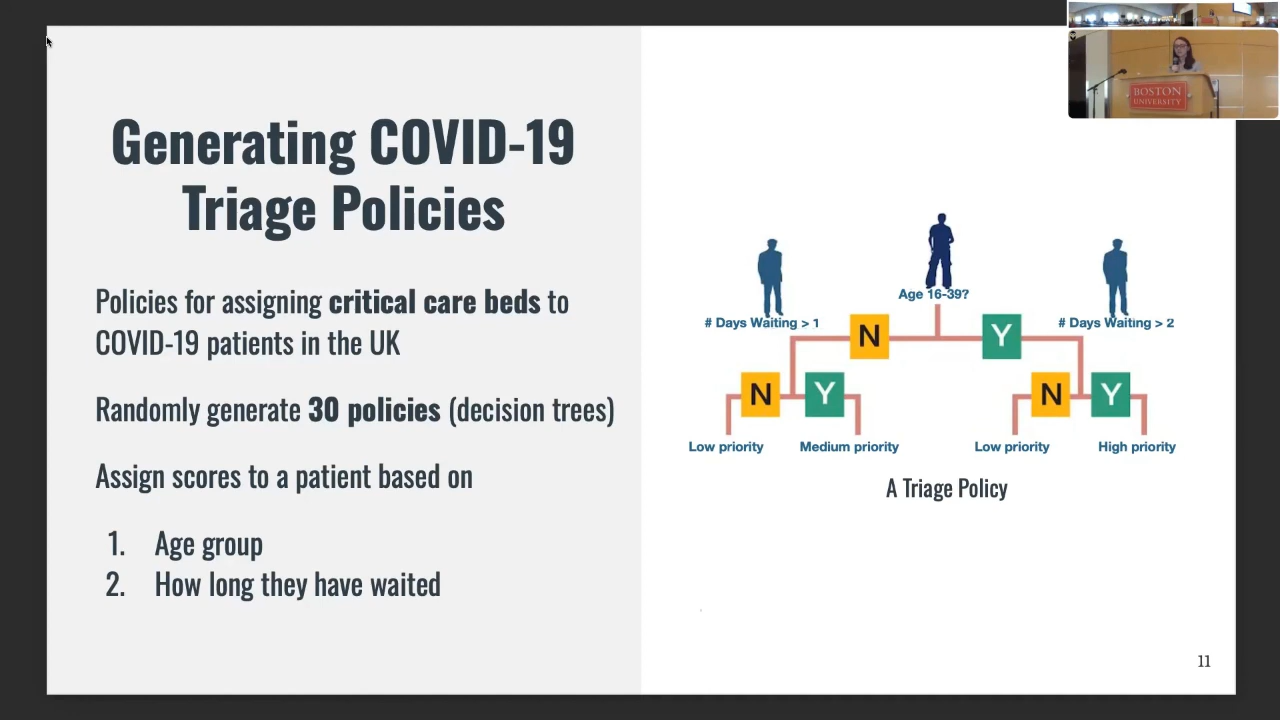 BOSTON
UNIVERSITY
Generating COVID-19
Triage Policies
Policies for assigning critical care beds to
COVID-19 patients in the UK
Randomly generate 30 policies (decision trees)
Assign scores to a patient based on
1. Age group
2. How long they have waited
Age 16-39?
# Days Waiting > 1
# Days Waiting > 2
N
Y
N
Y
N
Y
Low priority
Medium priority
Low priority
High priority
A Triage Policy
11